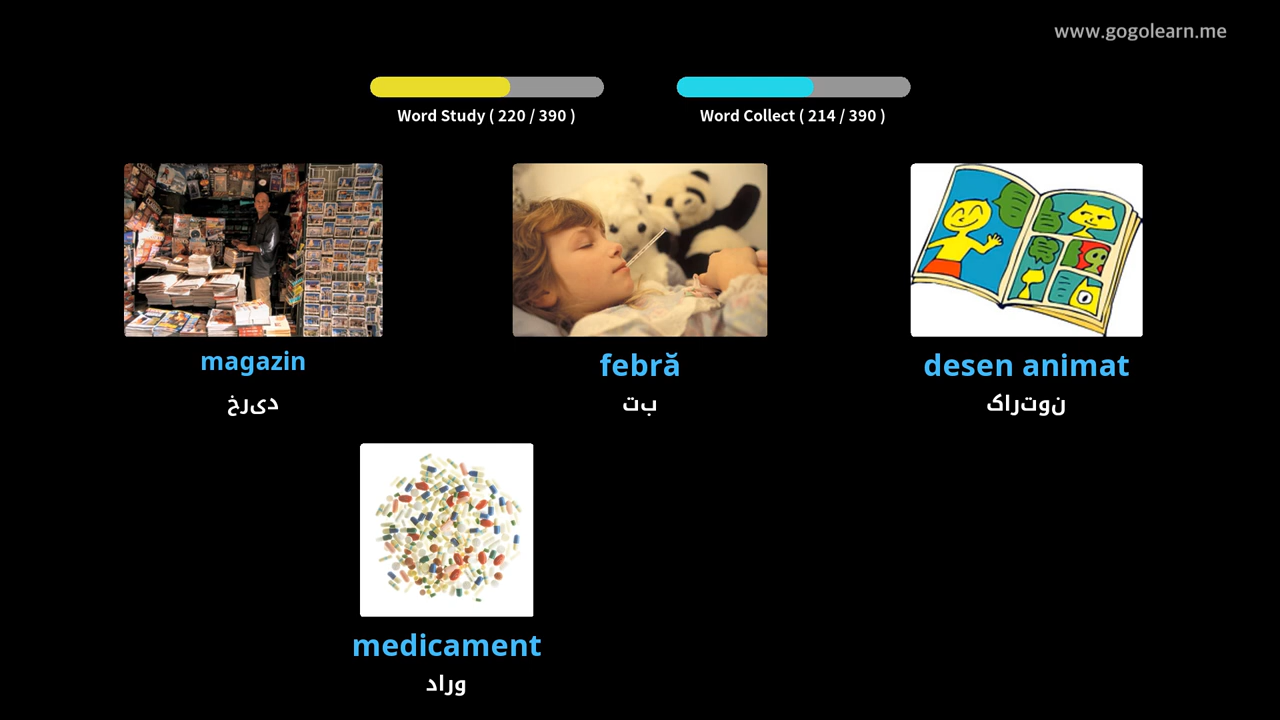 www.gogolearn.me
Word Study ( 220 / 390 )
Word Collect ( 214 / 390 )
magazin
دیرخ
febră
بت
desen animat
نوتراک
medicament
وراد